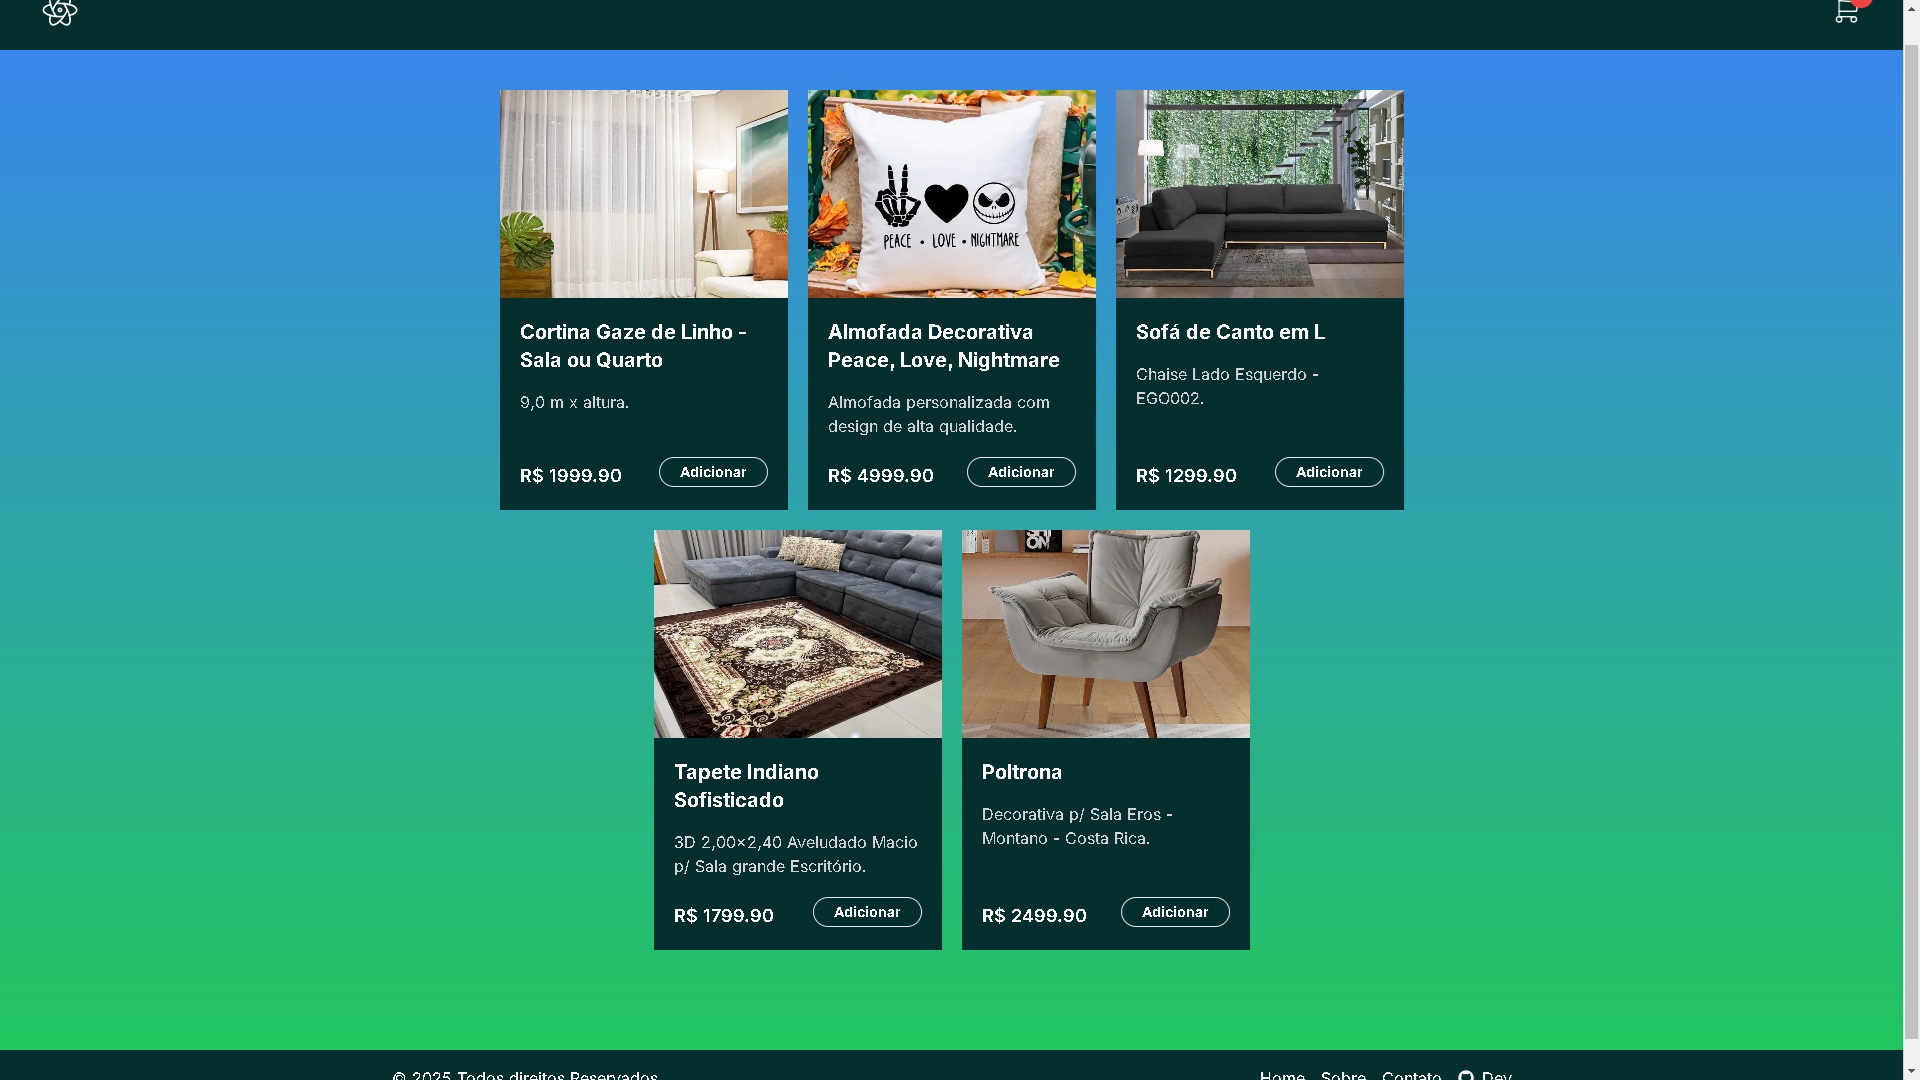 PEACE • LOVE • NIGHTMARE
Cortina Gaze de Linho -
Sala ou Quarto
9,0 m x altura.
R$ 1999.90
Adicionar
Almofada Decorativa
Peace, Love, Nightmare
Almofada personalizada com
design de alta qualidade.
R$ 4999.90
Adicionar
Sofá de Canto em L
Chaise Lado Esquerdo -
EGO002.
R$ 1299.90
Adicionar
Tapete Indiano
Sofisticado
3D 2,00×2,40 Aveludado Macio
p/ Sala grande Escritório.
R$ 1799.90
Adicionar
Poltrona
Decorativa p/ Sala Eros -
Montano - Costa Rica.
R$ 2499.90
Adicionar
© 2025 Todos direitos Reservados
Home Sobre Contato Dev